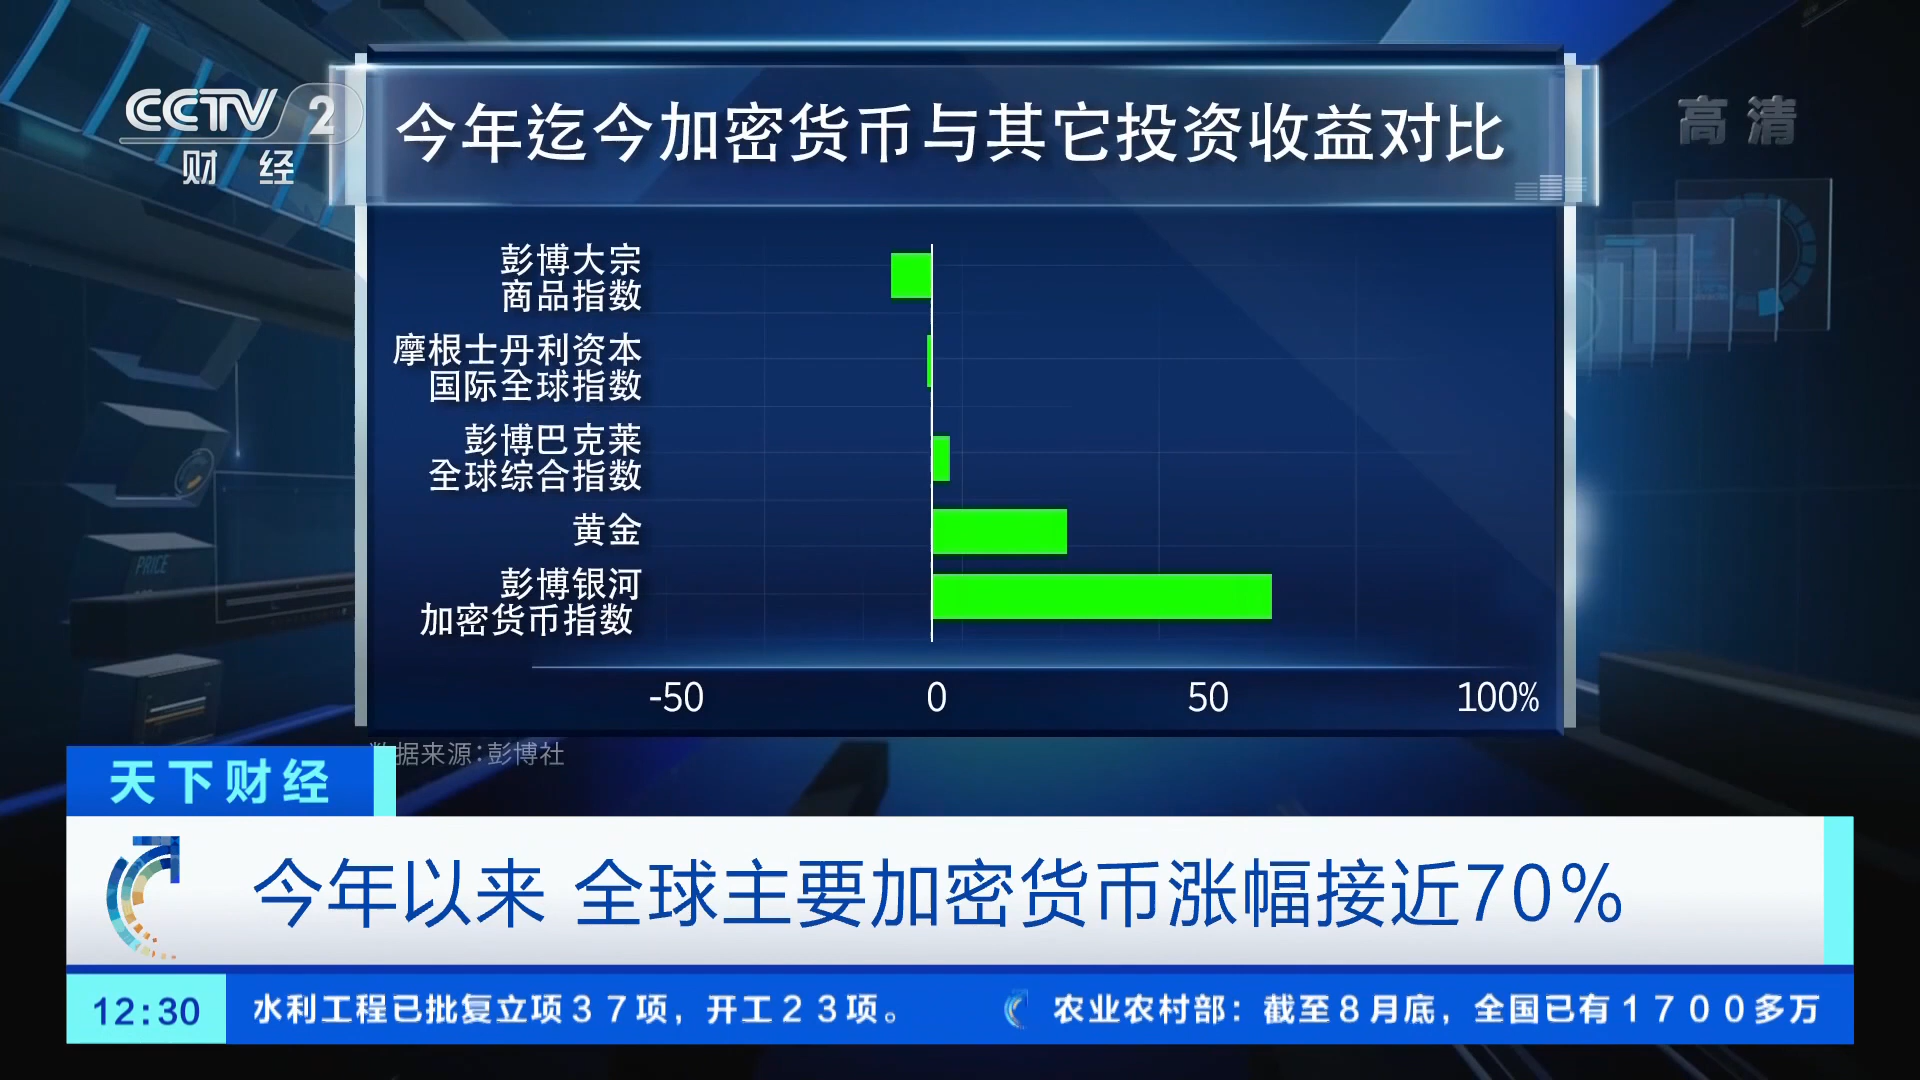 CCTV 2
财 经
高清
今年迄今加密货币与其它投资收益对比
彭博大宗
商品指数
摩根士丹利资本
国际全球指数
彭博巴克莱
全球综合指数
黄金
彭博银河
加密货币指数
-50 0 50 100%
数据来源:彭博社
PRICE
天下财经
今年以来 全球主要加密货币涨幅接近70%
12:30 水利工程已批复立项37项，开工23项。 农业农村部：截至8月底，全国已有1700多万